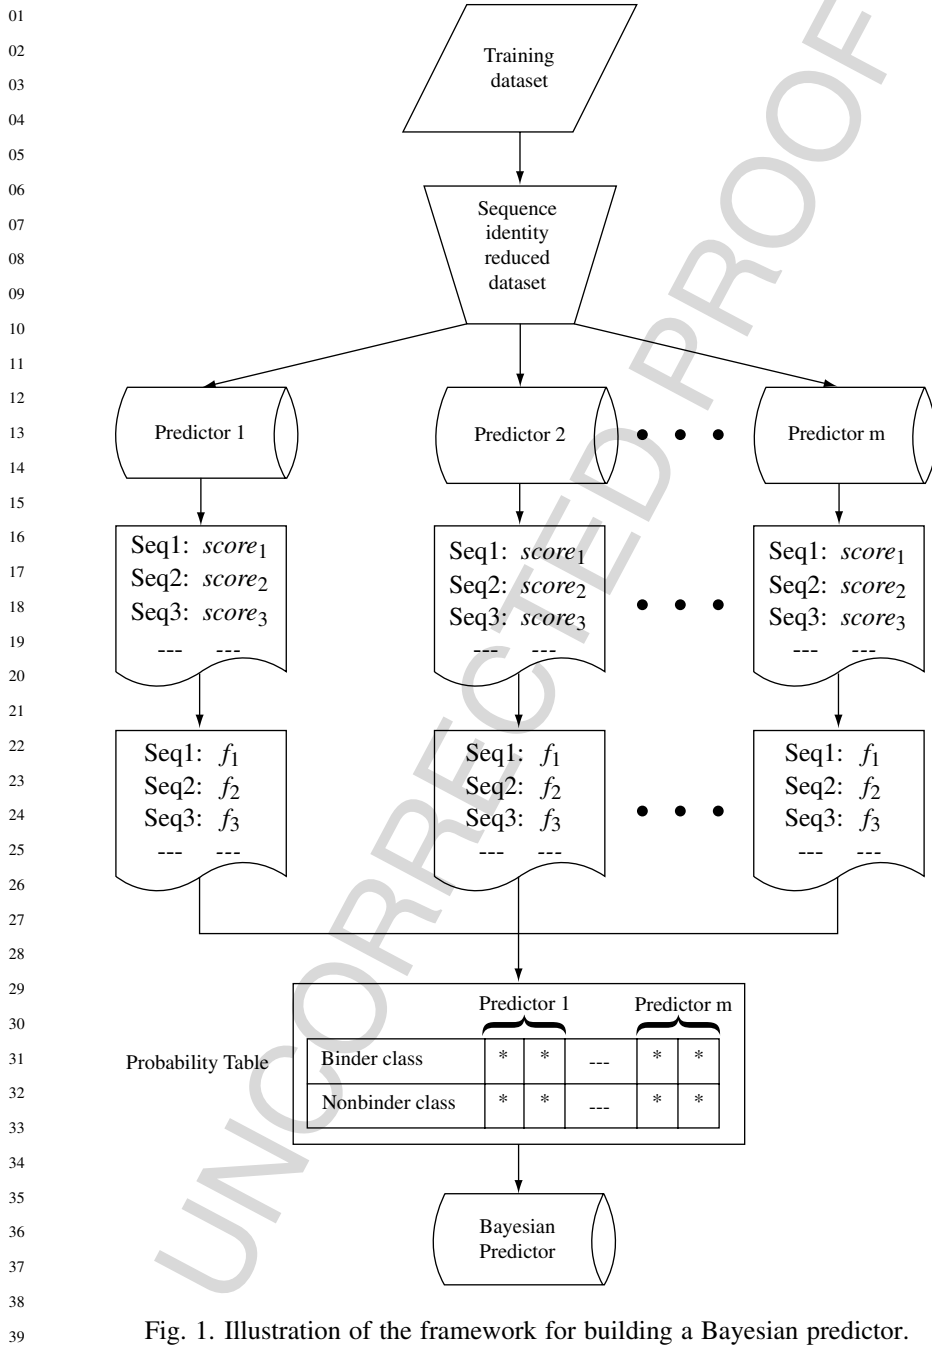 01
02
03
04
05
06
07
08
09
10
11
12
13
14
15
16
17
18
19
20
21
22
23
24
25
26
27
28
29
30
31
32
33
34
35
36
37
38
39
UNCORRECTED PROOF
Training
dataset
Sequence
identity
reduced
dataset
Predictor 1
Predictor 2
Predictor m
Seq1: score1
Seq2: score2
Seq3: score3
--- ---
Seq1: score1
Seq2: score2
Seq3: score3
--- ---
Seq1: score1
Seq2: score2
Seq3: score3
--- ---
Seq1: f1
Seq2: f2
Seq3: f3
--- ---
Seq1: f1
Seq2: f2
Seq3: f3
--- ---
Seq1: f1
Seq2: f2
Seq3: f3
--- ---
Predictor 1 Predictor m
Probability Table
Binder class * * --- * *
Nonbinder class * * --- * *
Bayesian
Predictor
Fig. 1. Illustration of the framework for building a Bayesian predictor.